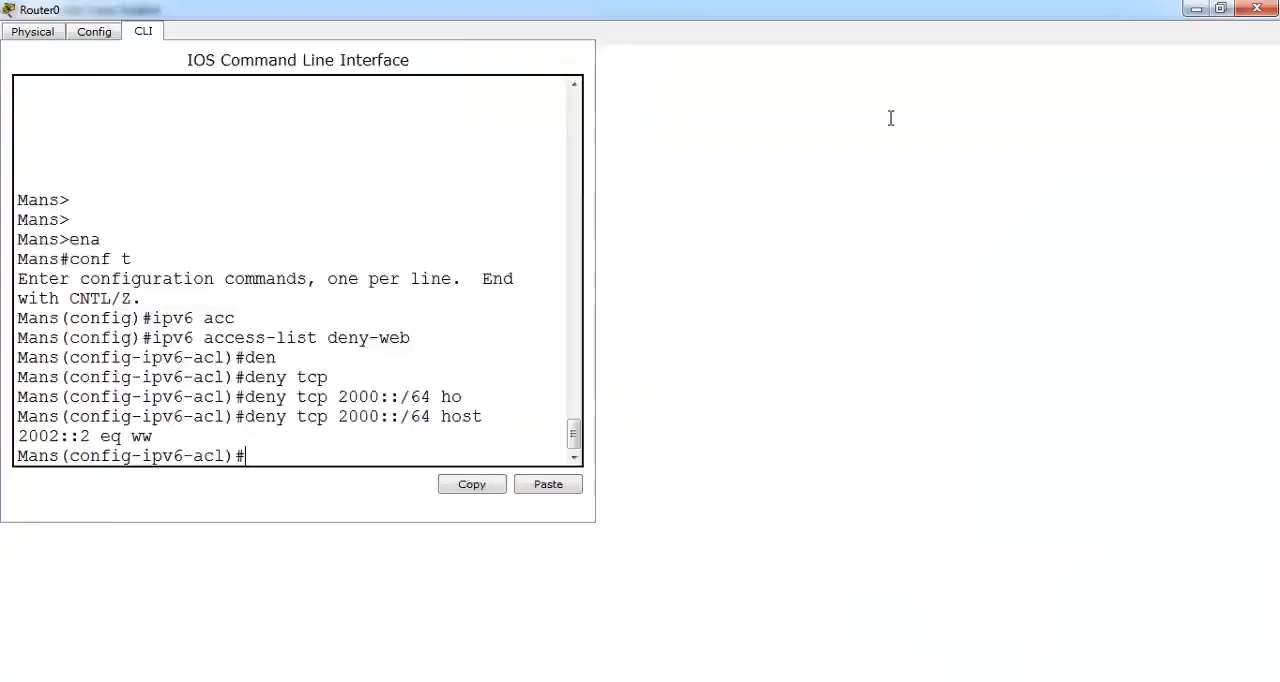 Router0
Physical Config CLI
IOS Command Line Interface
Mans>
Mans>
Mans>ena
Mans#conf t
Enter configuration commands, one per line.  End
with CNTL/Z.
Mans(config)#ipv6 acc
Mans(config)#ipv6 access-list deny-web
Mans(config-ipv6-acl)#den
Mans(config-ipv6-acl)#deny tcp
Mans(config-ipv6-acl)#deny tcp 2000::/64 ho
Mans(config-ipv6-acl)#deny tcp 2000::/64 host
2002::2 eq ww
Mans(config-ipv6-acl)#
Copy Paste